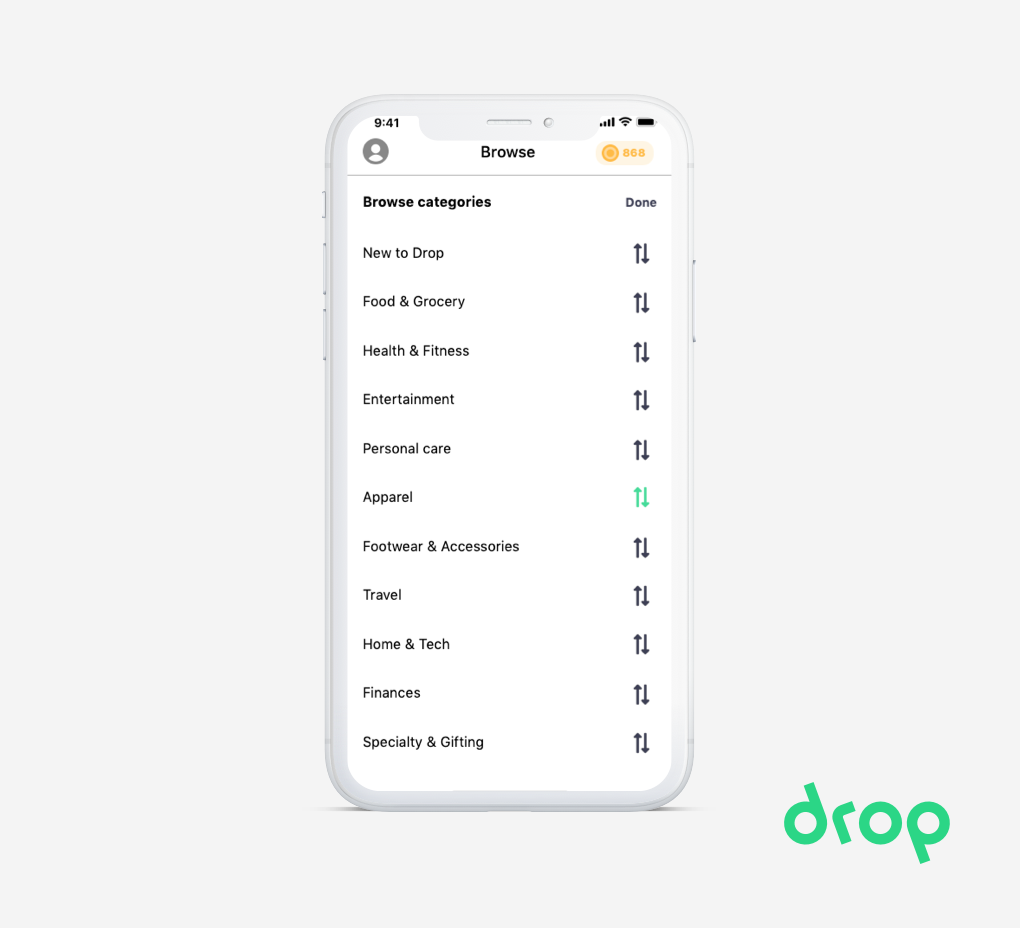 9:41
Browse
868
Browse categories
Done
New to Drop
Food & Grocery
Health & Fitness
Entertainment
Personal care
Apparel
Footwear & Accessories
Travel
Home & Tech
Finances
Specialty & Gifting
drop